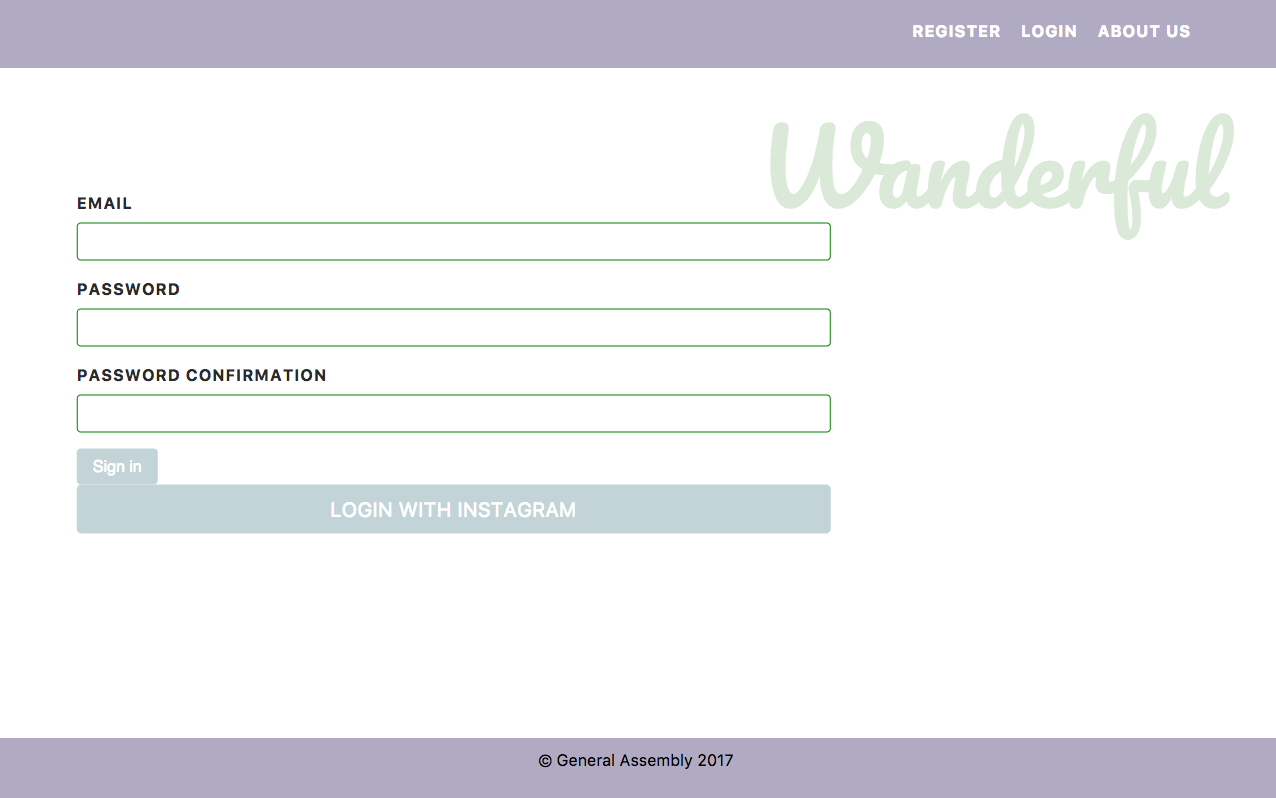 REGISTER LOGIN ABOUT US
Wanderful
EMAIL
PASSWORD
PASSWORD CONFIRMATION
Sign in
LOGIN WITH INSTAGRAM
© General Assembly 2017